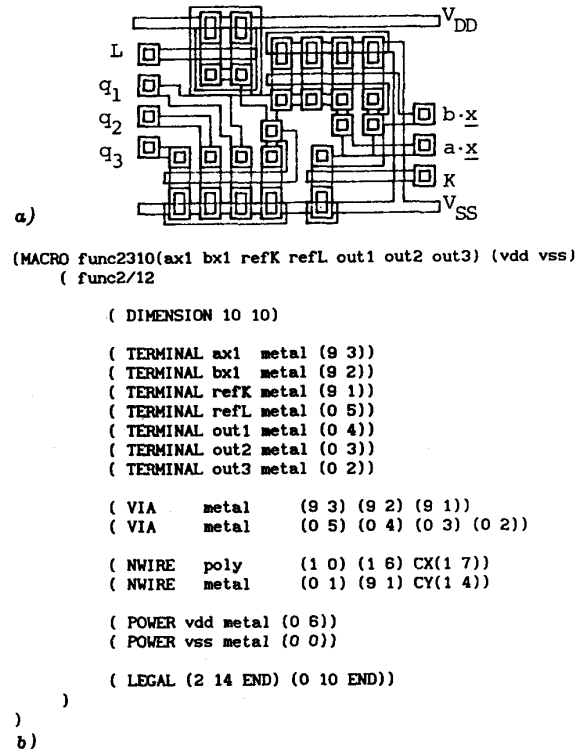 V_DD
L
q_1
q_2
b·x
q_3
a·x
K
a)
V_SS
(MACRO func2310(ax1 bx1 refK refL out1 out2 out3) (vdd vss)
( func2/12
( DIMENSION 10 10)
( TERMINAL ax1 metal (9 3))
( TERMINAL bx1 metal (9 2))
( TERMINAL refK metal (9 1))
( TERMINAL refL metal (0 5))
( TERMINAL out1 metal (0 4))
( TERMINAL out2 metal (0 3))
( TERMINAL out3 metal (0 2))
( VIA metal (9 3) (9 2) (9 1))
( VIA metal (0 5) (0 4) (0 3) (0 2))
( NWIRE poly (1 0) (1 6) CX(1 7))
( NWIRE metal (0 1) (9 1) CY(1 4))
( POWER vdd metal (0 6))
( POWER vss metal (0 0))
( LEGAL (2 14 END) (0 10 END))
)
)
b)